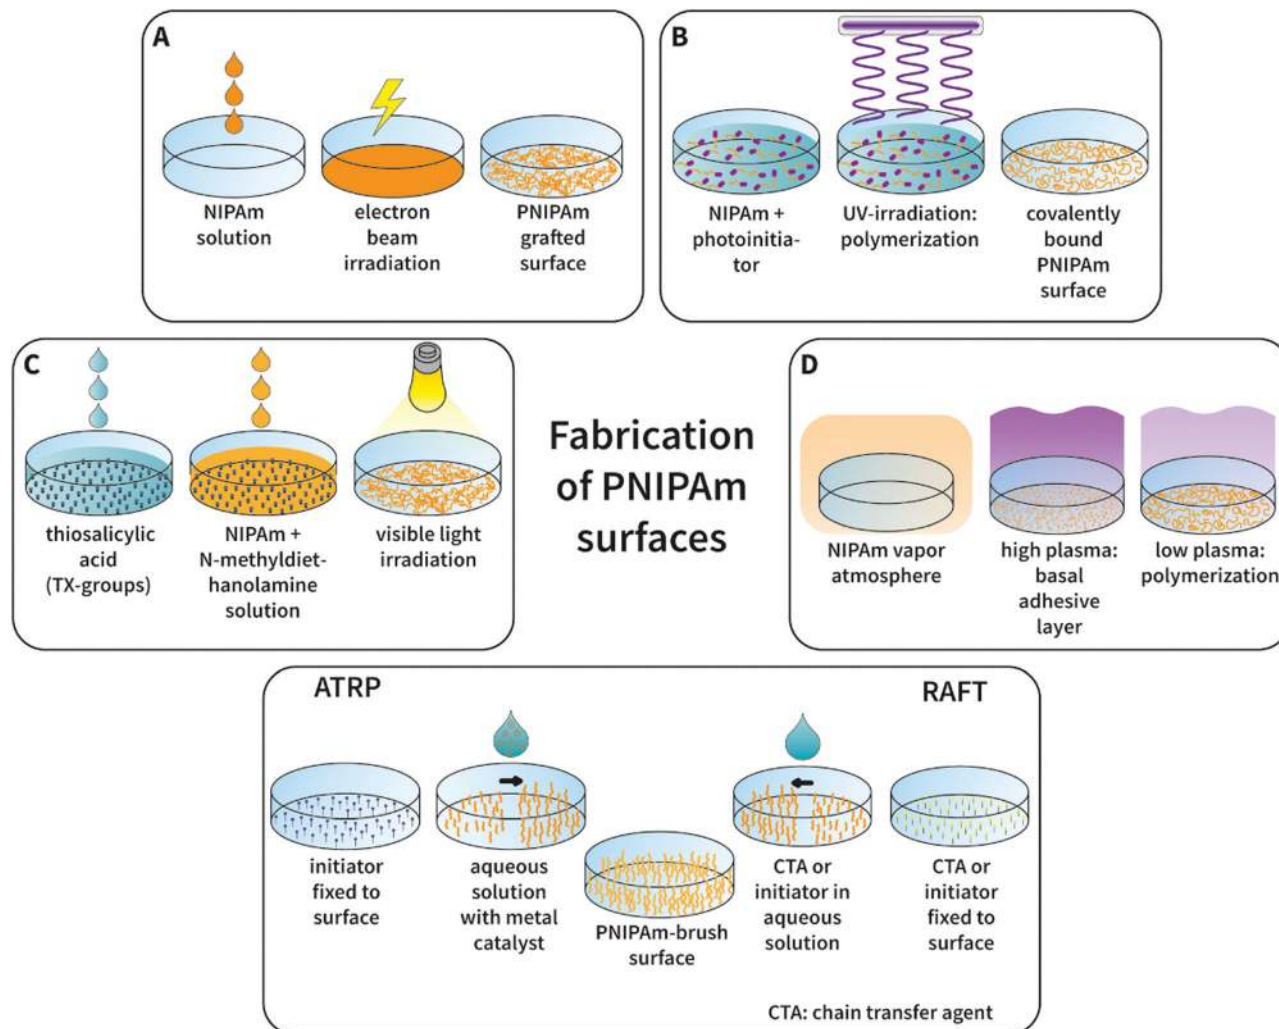 A
NIPAm
solution
electron
beam
irradiation
PNIPAm
grafted
surface
B
NIPAm +
photoinitia-
tor
UV-irradiation:
polymerization
covalently
bound
PNIPAm
surface
C
thiosalicylic
acid
(TX-groups)
NIPAm +
N-methyldiet-
hanolamine
solution
visible light
irradiation
Fabrication
of PNIPAm
surfaces
D
NIPAm vapor
atmosphere
high plasma:
basal
adhesive
layer
low plasma:
polymerization
ATRP
RAFT
initiator
fixed to
surface
aqueous
solution
with metal
catalyst
PNIPAm-brush
surface
CTA or
initiator in
aqueous
solution
CTA or
initiator
fixed to
surface
CTA: chain transfer agent